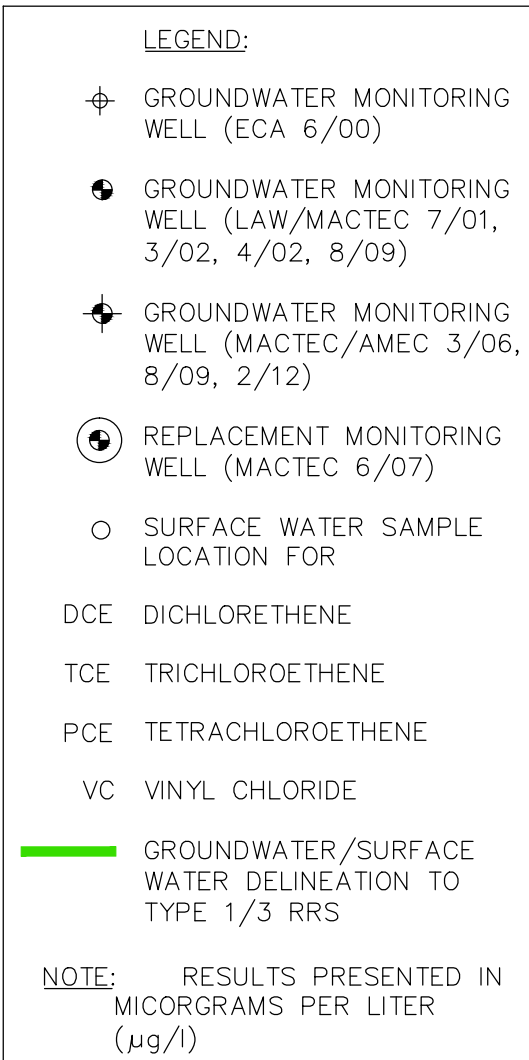 LEGEND:
GROUNDWATER MONITORING
WELL (ECA 6/00)
GROUNDWATER MONITORING
WELL (LAW/MACTEC 7/01,
3/02, 4/02, 8/09)
GROUNDWATER MONITORING
WELL (MACTEC/AMEC 3/06,
8/09, 2/12)
REPLACEMENT MONITORING
WELL (MACTEC 6/07)
SURFACE WATER SAMPLE
LOCATION FOR
DCE DICHLORETHENE
TCE TRICHLOROETHENE
PCE TETRACHLOROETHENE
VC VINYL CHLORIDE
GROUNDWATER/SURFACE
WATER DELINEATION TO
TYPE 1/3 RRS
NOTE: RESULTS PRESENTED IN
MICORGRAMS PER LITER
(μg/l)